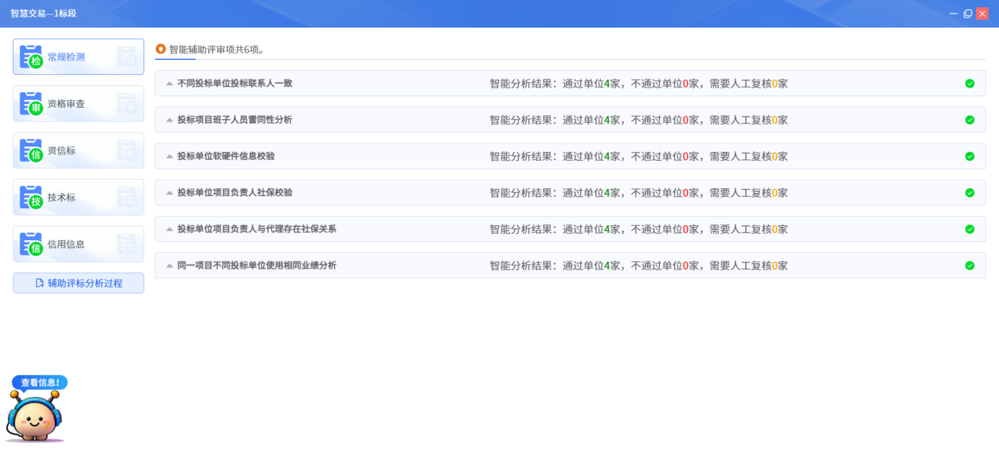 智慧交易—1标段
检 常规检测
审 资格审查
信 资信标
技 技术标
信 信用信息
辅助评标分析过程
智能辅助评审项共6项。
不同投标单位投标联系人一致 智能分析结果：通过单位4家，不通过单位0家，需要人工复核0家
投标项目班子人员雷同性分析 智能分析结果：通过单位4家，不通过单位0家，需要人工复核0家
投标单位软硬件信息校验 智能分析结果：通过单位4家，不通过单位0家，需要人工复核0家
投标单位项目负责人社保校验 智能分析结果：通过单位4家，不通过单位0家，需要人工复核0家
投标单位项目负责人与代理存在社保关系 智能分析结果：通过单位4家，不通过单位0家，需要人工复核0家
同一项目不同投标单位使用相同业绩分析 智能分析结果：通过单位4家，不通过单位0家，需要人工复核0家
查看信息!